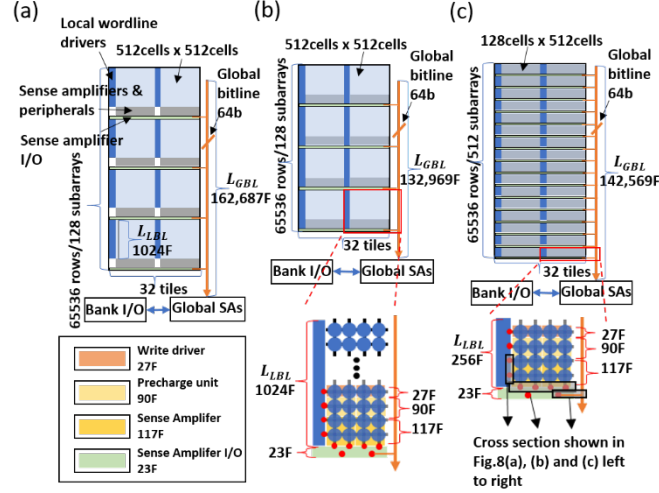 (a)
Local wordline
drivers
512cells x 512cells
Sense amplifiers &
peripherals
Sense amplifier
I/O
Global
bitline
64b
65536 rows/128 subarrays
L_GBL
162,687F
L_LBL
1024F
32 tiles
Bank I/O
Global SAs
Write driver
27F
Precharge unit
90F
Sense Amplifer
117F
Sense Amplifer I/O
23F
(b)
512cells x 512cells
Global
bitline
64b
65536 rows/128 subarrays
L_GBL
132,969F
32 tiles
Bank I/O
Global SAs
L_LBL
1024F
27F
90F
117F
23F
(c)
128cells x 512cells
Global
bitline
64b
65536 rows/512 subarrays
L_GBL
142,569F
32 tiles
Bank I/O
Global SAs
L_LBL
256F
27F
90F
117F
23F
Cross section shown in
Fig.8(a), (b) and (c) left
to right